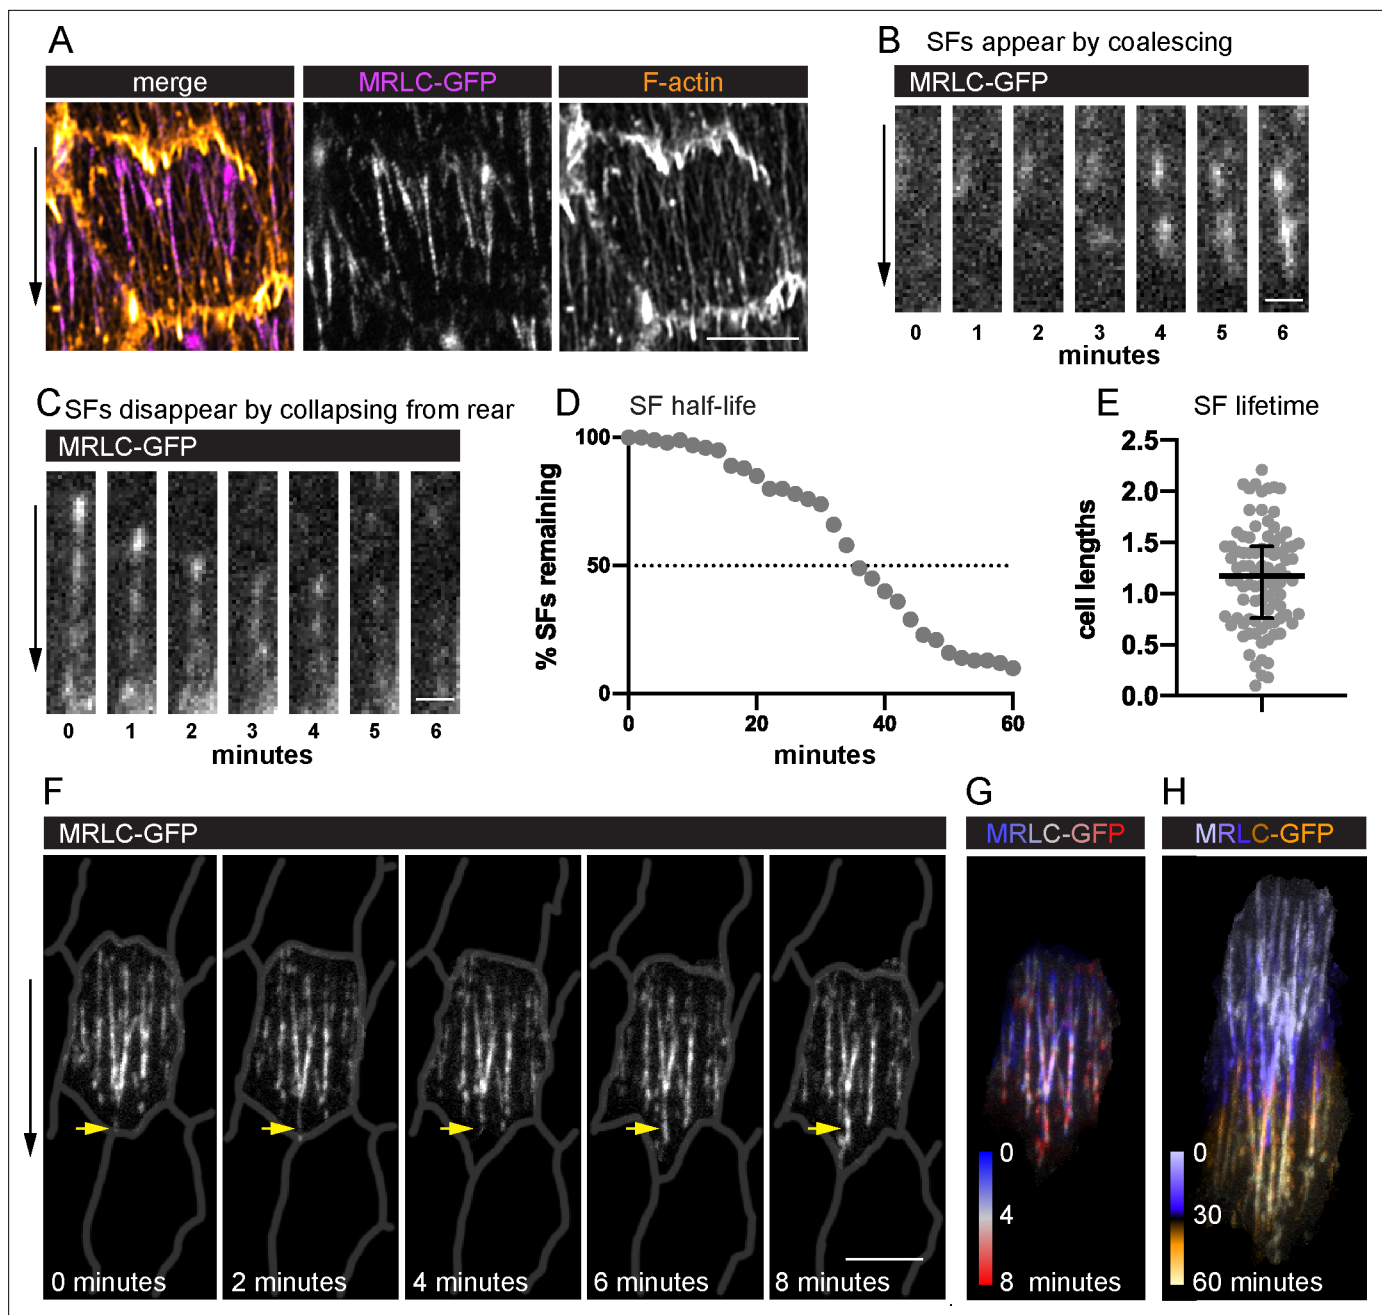 A
merge
MRLC-GFP
F-actin
B
SFs appear by coalescing
MRLC-GFP
0 1 2 3 4 5 6
minutes
C
SFs disappear by collapsing from rear
MRLC-GFP
0 1 2 3 4 5 6
minutes
D
SF half-life
% SFs remaining
100
50
0
0 20 40 60
minutes
E
SF lifetime
cell lengths
2.5
2.0
1.5
1.0
0.5
0.0
F
MRLC-GFP
0 minutes
2 minutes
4 minutes
6 minutes
8 minutes
G
MRLC-GFP
0
4
8 minutes
H
MRLC-GFP
0
30
60 minutes